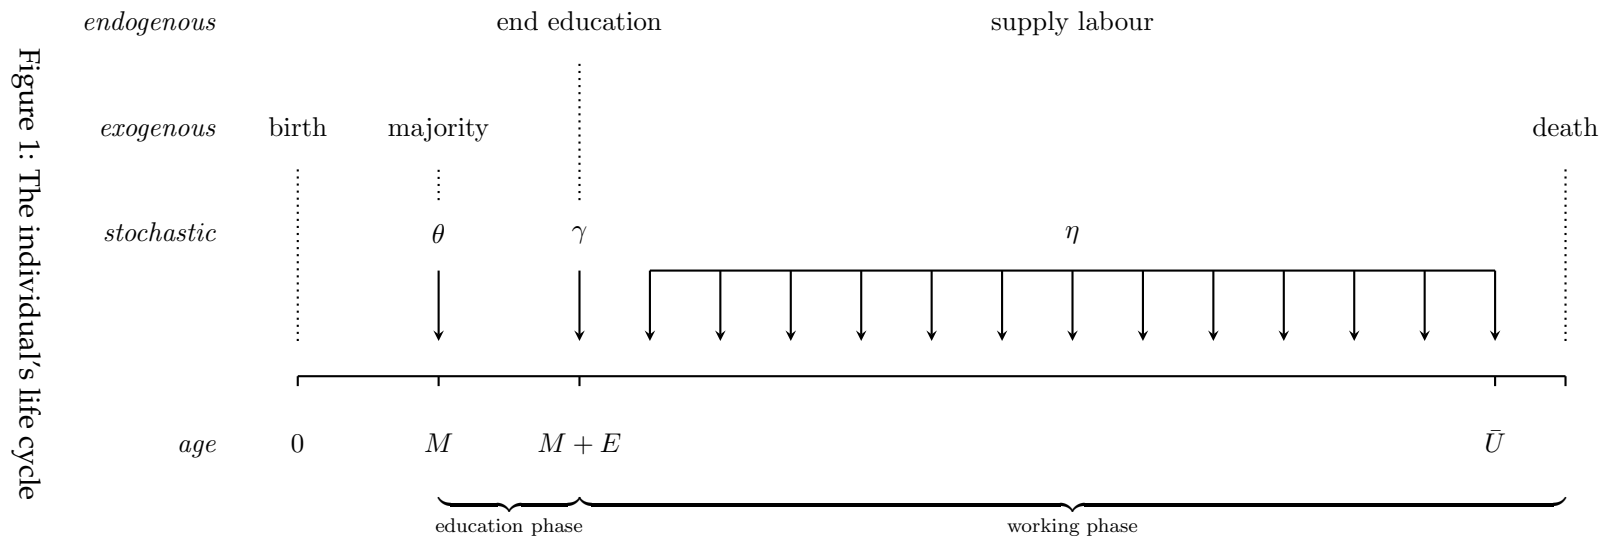 Figure 1: The individual's life cycle
endogenous end education supply labour
exogenous birth majority death
stochastic θ γ η
age 0 M M + E Ū
education phase working phase